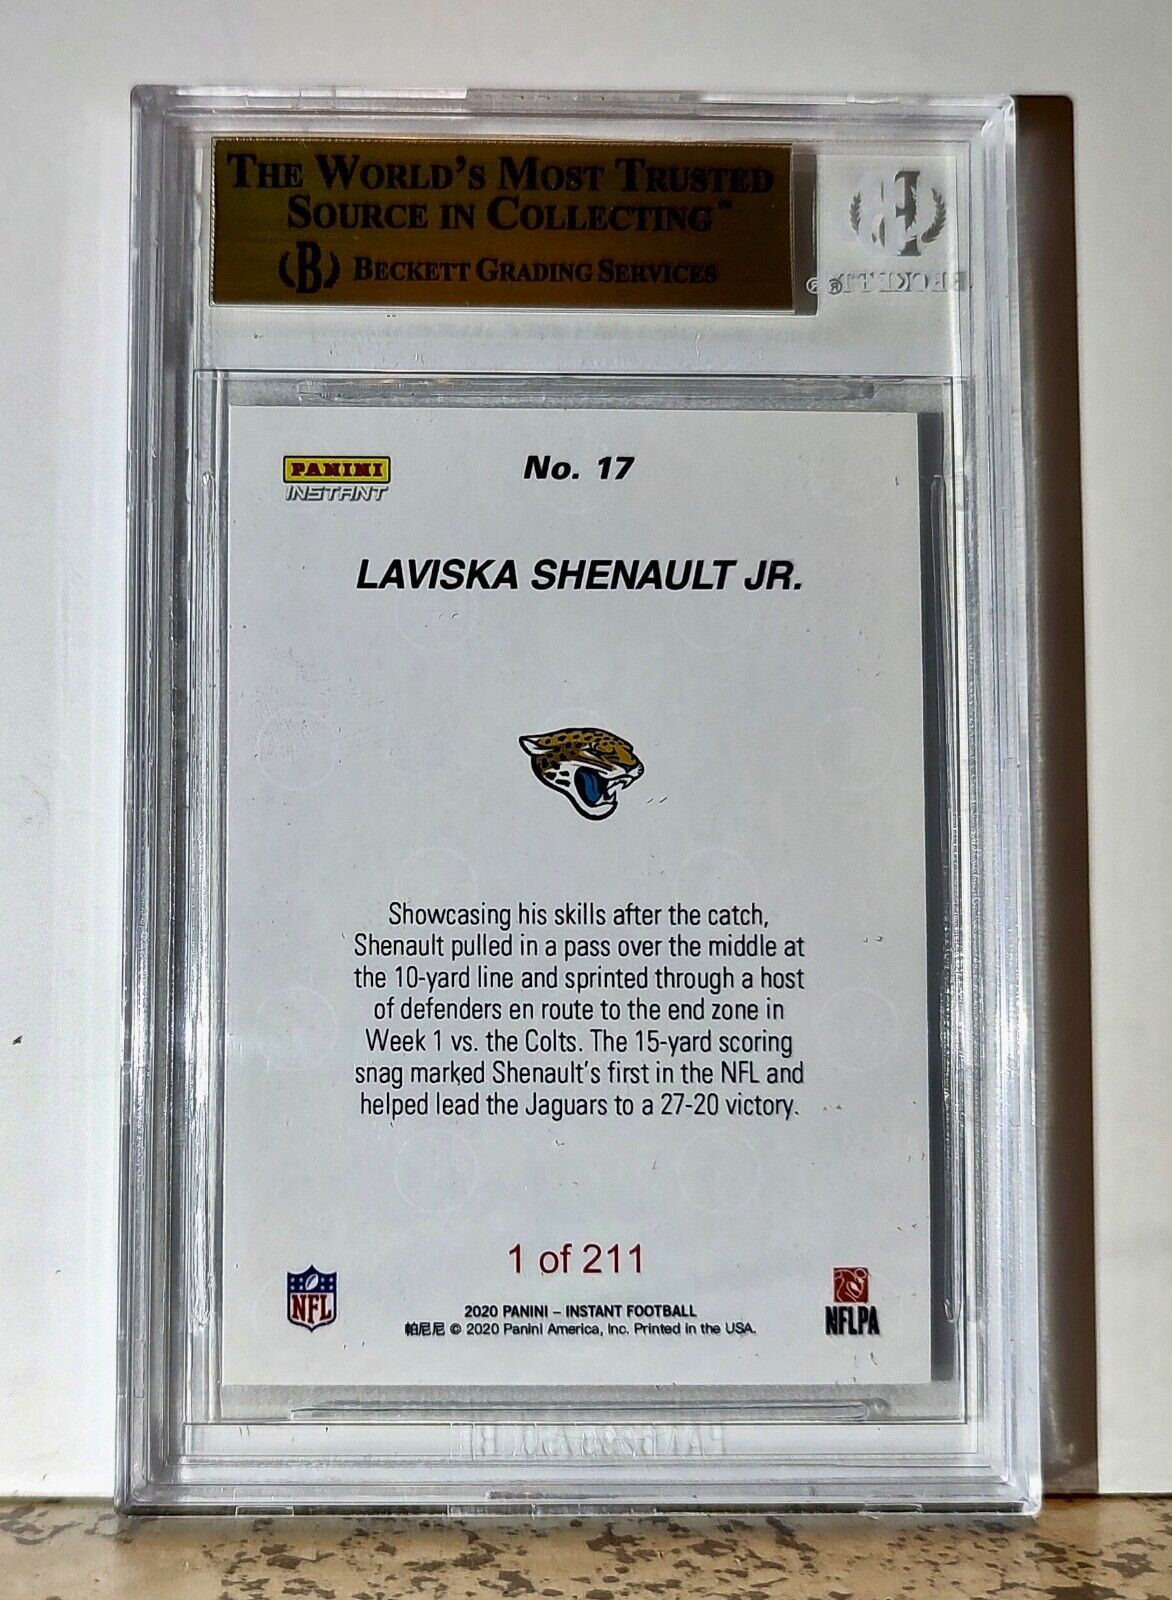 THE WORLD'S MOST TRUSTED
SOURCE IN COLLECTING™
(B) BECKETT GRADING SERVICES
BECKETT
PANINI
INSTANT
No. 17
LAVISKA SHENAULT JR.
Showcasing his skills after the catch,
Shenault pulled in a pass over the middle at
the 10-yard line and sprinted through a host
of defenders en route to the end zone in
Week 1 vs. the Colts. The 15-yard scoring
snag marked Shenault's first in the NFL and
helped lead the Jaguars to a 27-20 victory.
1 of 211
NFL
2020 PANINI – INSTANT FOOTBALL
帕尼尼 © 2020 Panini America, Inc. Printed in the USA.
NFLPA